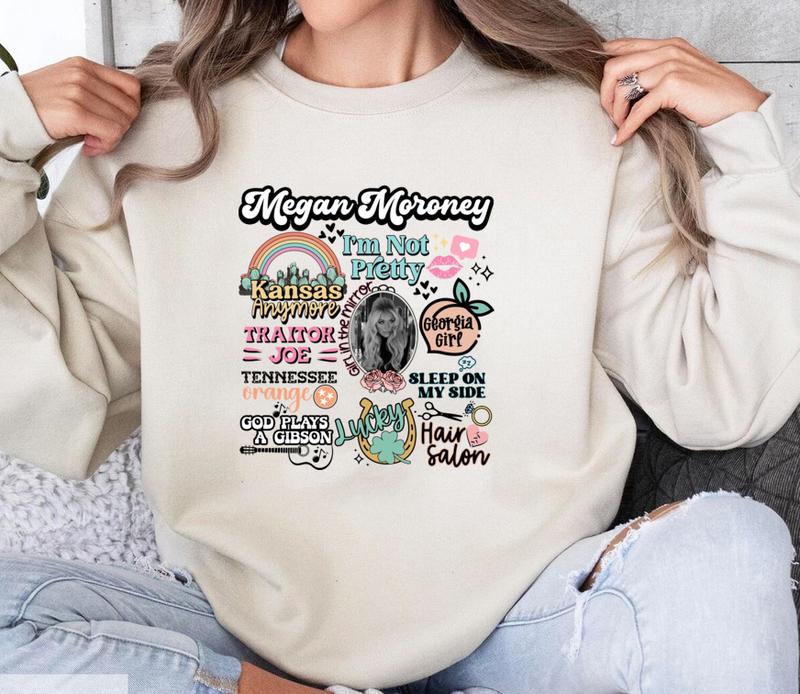 Megan Moroney
I'm Not
Pretty
Kansas
Anymore
Girl in the mirror
Georgia
Girl
TRAITOR
JOE
TENNESSEE
orange
SLEEP ON
MY SIDE
GOD PLAYS
A GIBSON
Lucky
Hair
Salon